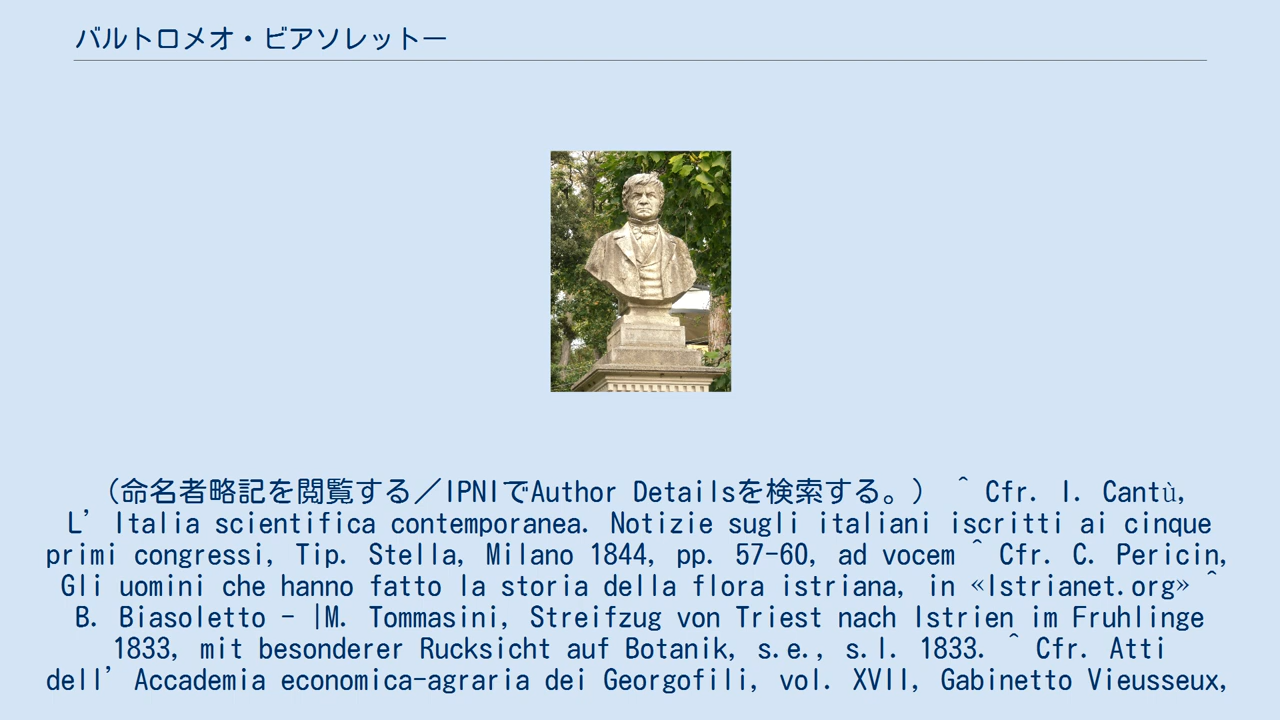 バルトロメオ・ビアソレットー
（命名者略記を閲覧する／IPNIでAuthor Detailsを検索する。） ^ Cfr. I. Cantù,
L’Italia scientifica contemporanea. Notizie sugli italiani iscritti ai cinque
primi congressi, Tip. Stella, Milano 1844, pp. 57-60, ad vocem ^ Cfr. C. Pericin,
Gli uomini che hanno fatto la storia della flora istriana, in «Istrianet.org» ^
B. Biasoletto - |M. Tommasini, Streifzug von Triest nach Istrien im Fruhlinge
1833, mit besonderer Rucksicht auf Botanik, s.e., s.l. 1833. ^ Cfr. Atti
dell’Accademia economica-agraria dei Georgofili, vol. XVII, Gabinetto Vieusseux,